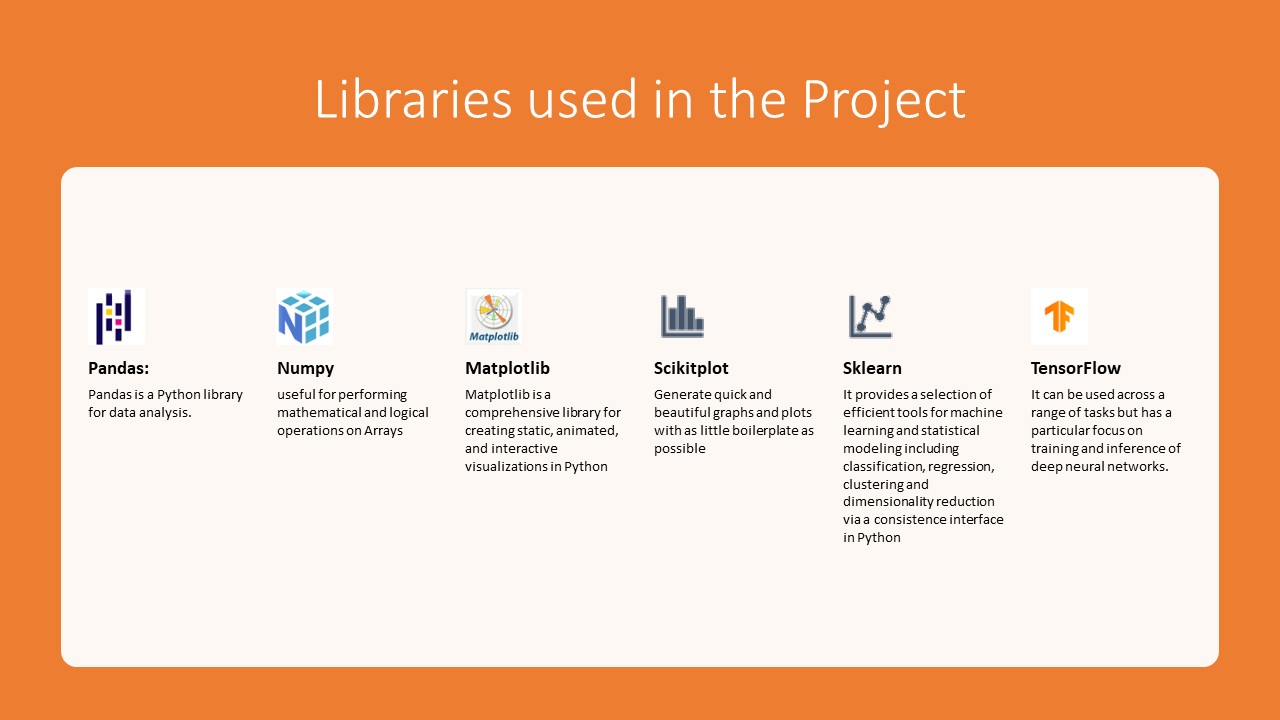 Libraries used in the Project
Matplotlib
Pandas:
Pandas is a Python library
for data analysis.
Numpy
useful for performing
mathematical and logical
operations on Arrays
Matplotlib
Matplotlib is a
comprehensive library for
creating static, animated,
and interactive
visualizations in Python
Scikitplot
Generate quick and
beautiful graphs and plots
with as little boilerplate as
possible
Sklearn
It provides a selection of
efficient tools for machine
learning and statistical
modeling including
classification, regression,
clustering and
dimensionality reduction
via a consistence interface
in Python
TensorFlow
It can be used across a
range of tasks but has a
particular focus on
training and inference of
deep neural networks.